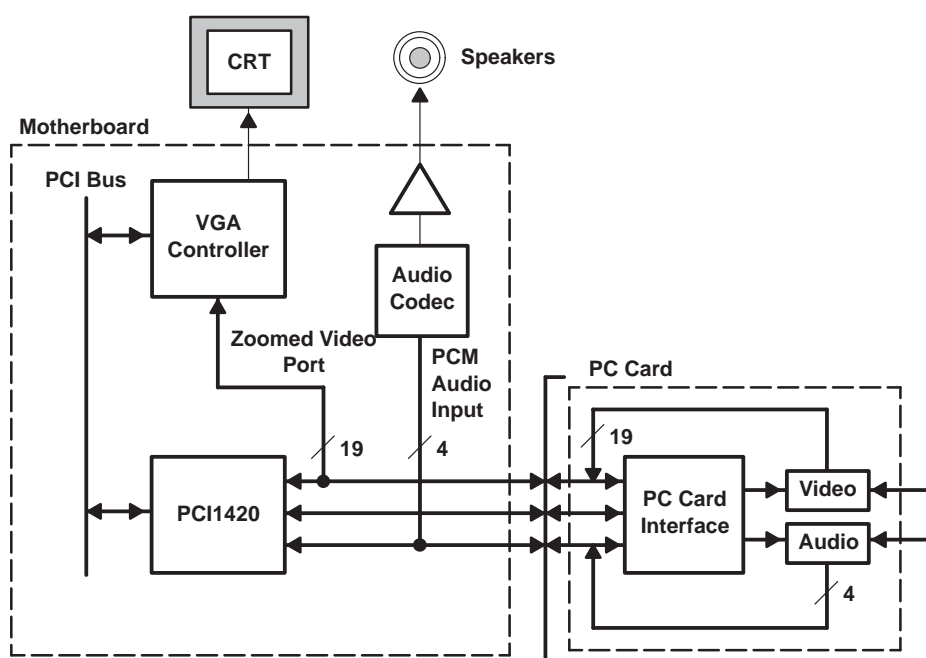 CRT
Speakers
Motherboard
PCI Bus
VGA
Controller
Audio
Codec
Zoomed Video
Port
PCM
Audio
Input
PC Card
19
4
19
PCI1420
PC Card
Interface
Video
Audio
4